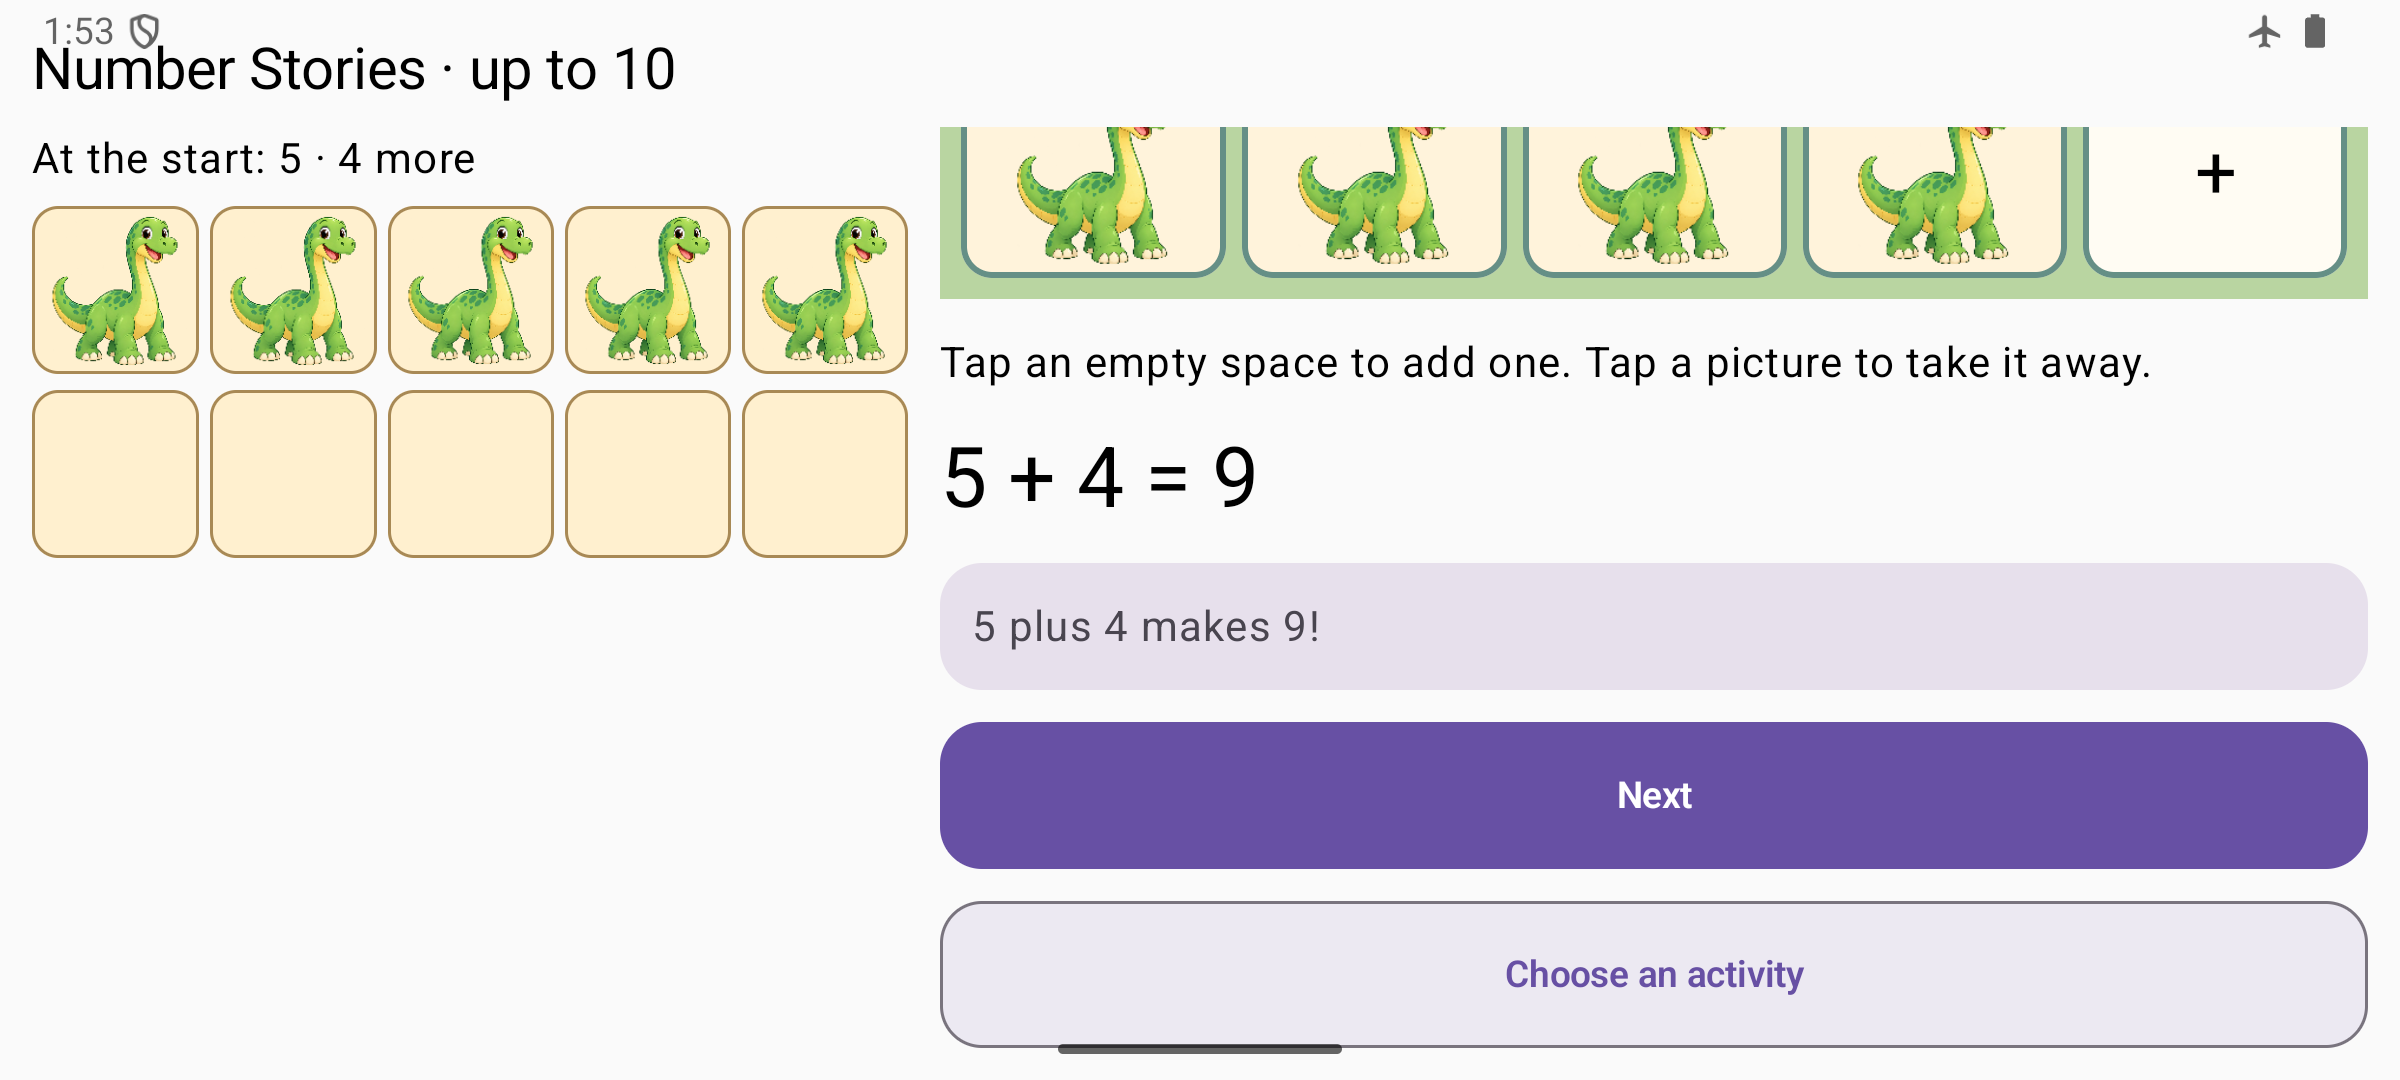 1:53
Number Stories · up to 10
At the start: 5 · 4 more
+
Tap an empty space to add one. Tap a picture to take it away.
5 + 4 = 9
5 plus 4 makes 9!
Next
Choose an activity